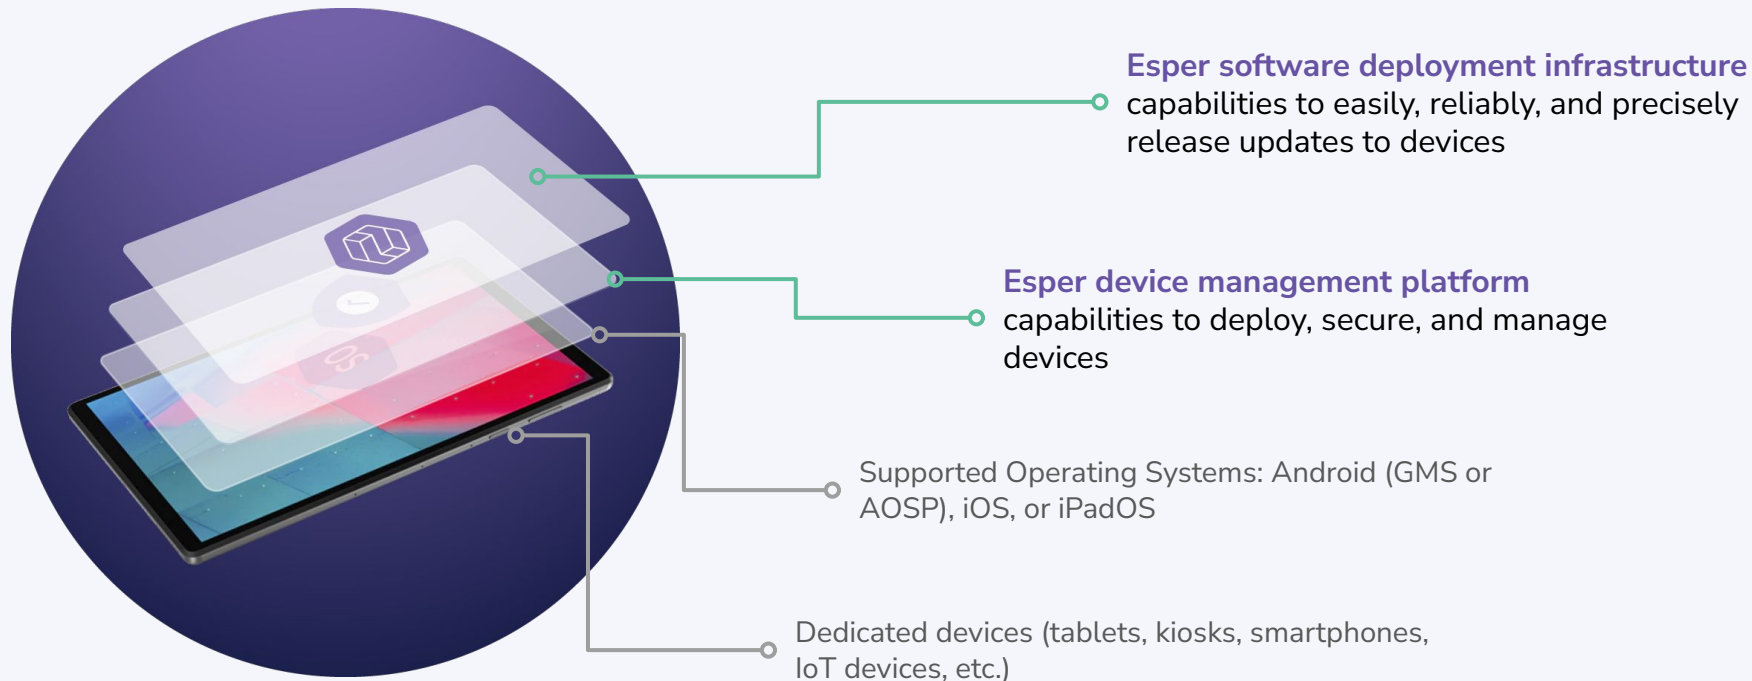 Esper software deployment infrastructure
capabilities to easily, reliably, and precisely
release updates to devices
Esper device management platform
capabilities to deploy, secure, and manage
devices
OS
Supported Operating Systems: Android (GMS or
AOSP), iOS, or iPadOS
Dedicated devices (tablets, kiosks, smartphones,
IoT devices, etc.)